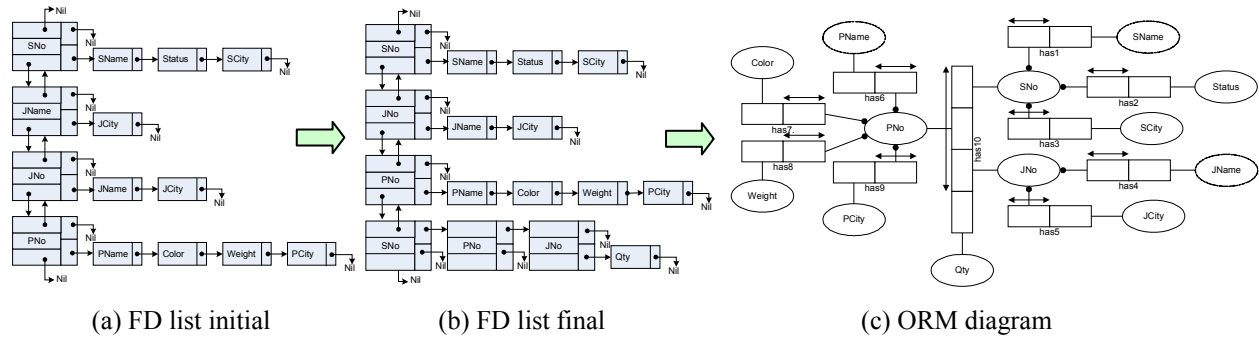 Nil
SNo
Nil
SName Status SCity
Nil
JName
Nil
JCity
Nil
JNo
Nil
JName JCity
Nil
PNo
Nil
PName Color Weight PCity
Nil
Nil
(a) FD list initial
Nil
SNo
Nil
SName Status SCity
Nil
JNo
Nil
JName JCity
Nil
PNo
Nil
PName Color Weight PCity
Nil
SNo PNo JNo
Nil
Nil
Nil
Qty
Nil
Nil
(b) FD list final
PName
Color
has6
has7.
has8
Weight
PNo
has9
PCity
has10
Qty
has1
SName
SNo
has2
Status
has3
SCity
JNo
has4
JName
has5
JCity
(c) ORM diagram